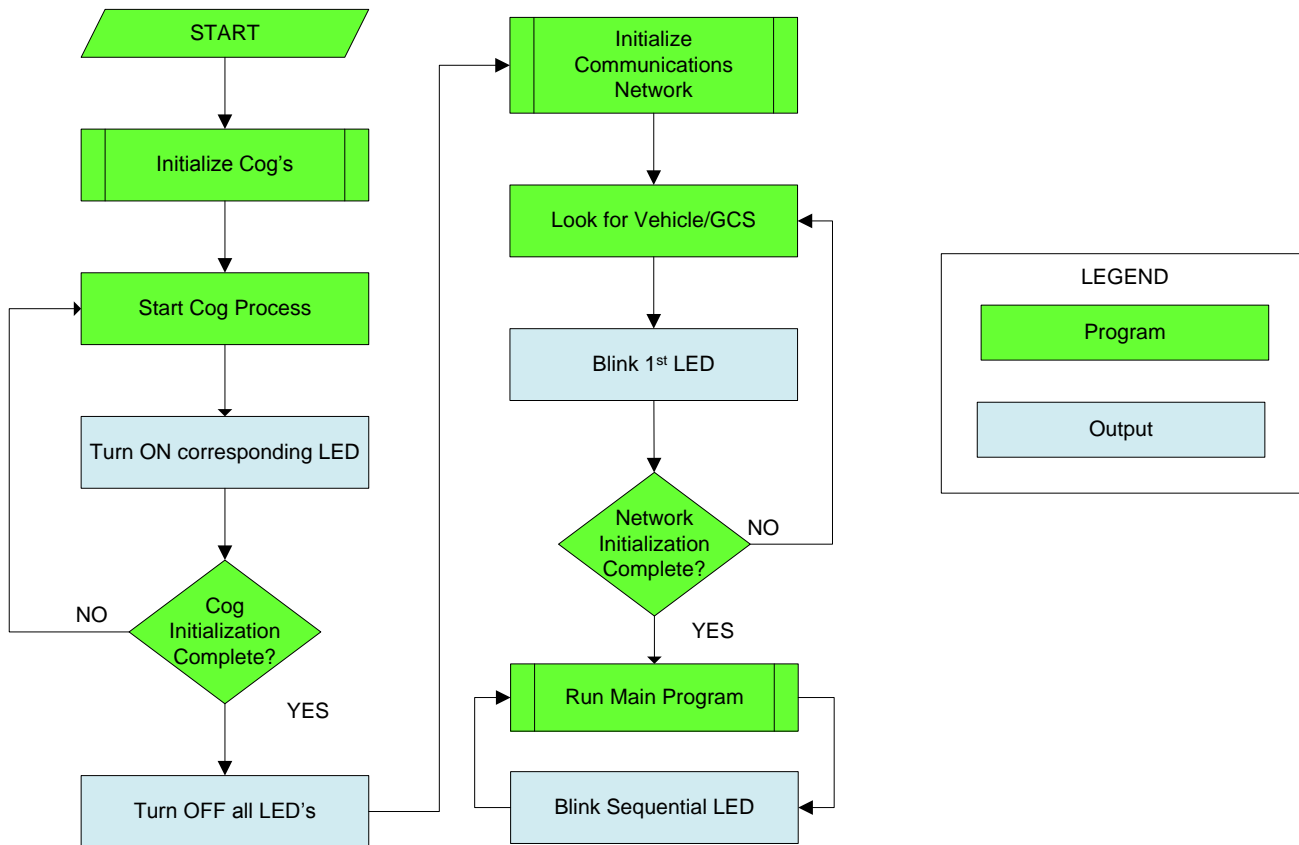 START
Initialize Cog's
Start Cog Process
Turn ON corresponding LED
NO
Cog
Initialization
Complete?
YES
Turn OFF all LED’s
Initialize
Communications
Network
Look for Vehicle/GCS
Blink 1st LED
Network
Initialization
Complete?
NO
YES
Run Main Program
Blink Sequential LED
LEGEND
Program
Output